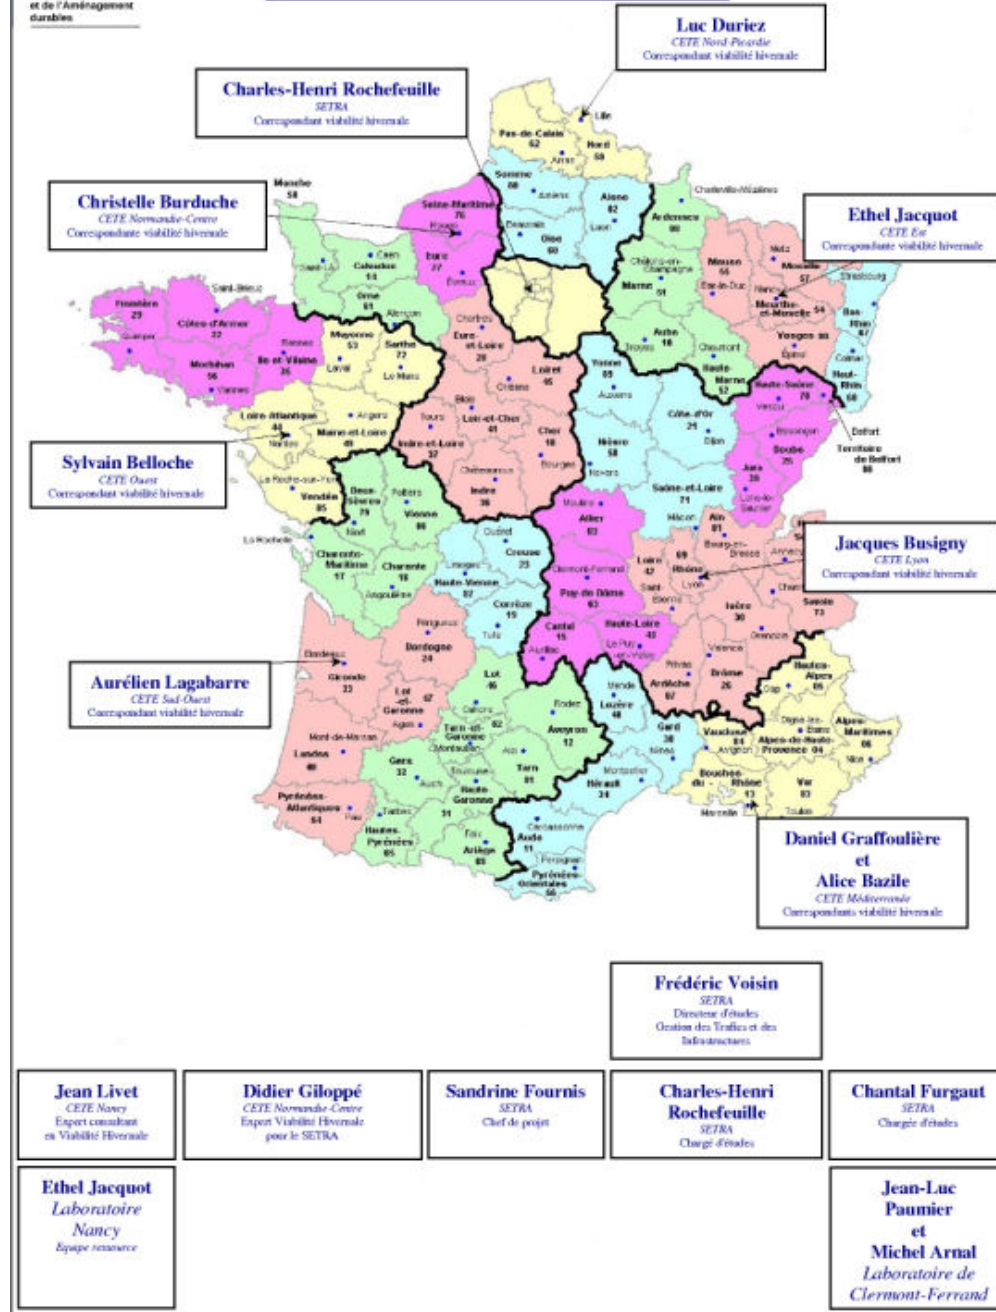 et de l'Aménagement
durables
Luc Duriez
CETE Nord-Picardie
Correspondant viabilité hivernale
Charles-Henri Rochefeuille
SETRA
Correspondant viabilité hivernale
Christelle Burduche
CETE Normandie-Centre
Correspondante viabilité hivernale
Ethel Jacquot
CETE Est
Correspondante viabilité hivernale
Sylvain Belloche
CETE Ouest
Correspondant viabilité hivernale
Jacques Busigny
CETE Lyon
Correspondant viabilité hivernale
Aurélien Lagabarre
CETE Sud-Ouest
Correspondant viabilité hivernale
Daniel Graffoulière
et
Alice Bazile
CETE Méditerranée
Correspondants viabilité hivernale
Lille
Pas-de-Calais
62
Nord
59
Arras
Somme
80
Amiens
Aisne
02
Laon
Beauvais
Oise
60
Charleville-Mézières
Ardennes
Manche
50
Seine-Maritime
76
Rouen
Eure
27
Évreux
Caen
Calvados
14
Saint-Lô
Orne
61
Alençon
Châlons-en-
Champagne
Marne
51
Aube
10
Troyes
Chaumont
Haute-
Marne
52
Meuse
55
Bar-le-Duc
Metz
Moselle
57
Nancy
Meurthe-
et-Moselle
54
Vosges
Épinal
Strasbourg
Bas-
Rhin
67
Colmar
Haut-
Rhin
68
Finistère
29
Quimper
Saint-Brieuc
Côtes-d'Armor
22
Morbihan
56
Vannes
Rennes
Ile-et-Vilaine
35
Mayenne
53
Laval
Sarthe
72
Le Mans
Loire-Atlantique
44
Nantes
Angers
Maine-et-Loire
49
La Roche-sur-Yon
Vendée
85
Chartres
Eure-
et-Loire
28
Loiret
45
Orléans
Blois
Loir-et-Cher
41
Tours
Indre-et-Loire
37
Cher
18
Bourges
Châteauroux
Indre
36
Yonne
89
Auxerre
Côte-d'Or
21
Dijon
Nièvre
58
Nevers
Saône-et-Loire
71
Mâcon
Haute-Saône
70
Vesoul
Besançon
Doubs
25
Jura
39
Lons-le-
Saunier
Belfort
Territoire
de Belfort
Deux-
Sèvres
79
Niort
Poitiers
Vienne
86
La Rochelle
Charente-
Maritime
17
Charente
16
Angoulême
Guéret
Creuse
23
Limoges
Haute-Vienne
87
Corrèze
19
Tulle
Moulins
Allier
03
Clermont-Ferrand
Puy-de-Dôme
63
Cantal
15
Aurillac
Haute-Loire
43
Le Puy
-en-Velay
Ain
Bourg-en-
Bresse
Annecy
Loire
42
Saint-
Étienne
69
Rhône
Lyon
Isère
Grenoble
Savoie
73
Privas
Ardèche
07
Valence
Drôme
26
Périgueux
Dordogne
24
Bordeaux
Gironde
33
Lot
-et-
Garonne
47
Agen
Mont-de-Marsan
Landes
40
Pyrénées-
Atlantiques
64
Pau
Lot
46
Cahors
82
Tarn-et-
Garonne
Montauban
Rodez
Aveyron
12
Albi
Tarn
81
Gers
32
Auch
Toulouse
Haute
Garonne
31
Tarbes
Hautes-
Pyrénées
65
Foix
Ariège
09
Mende
Lozère
48
Gard
30
Nîmes
Montpellier
Hérault
34
Carcassonne
Aude
11
Perpignan
Pyrénées-
Orientales
66
Hautes-
Alpes
05
Gap
Digne-les-
Bains
Alpes-de-Haute-
Provence 04
Alpes-
Maritimes
06
Nice
Vaucluse
84
Avignon
Bouches-
du - Rhône
13
Marseille
Var
83
Toulon
Frédéric Voisin
SETRA
Directeur d'études
Gestion des Trafics et des
Infrastructures
Jean Livet
CETE Nancy
Expert consultant
en Viabilité Hivernale
Didier Giloppé
CETE Normandie-Centre
Expert Viabilité Hivernale
pour le SETRA
Sandrine Fournis
SETRA
Chef de projet
Charles-Henri
Rochefeuille
SETRA
Chargé d'études
Chantal Furgaut
SETRA
Chargée d'études
Ethel Jacquot
Laboratoire
Nancy
Equipe ressource
Jean-Luc
Paumier
et
Michel Arnal
Laboratoire de
Clermont-Ferrand